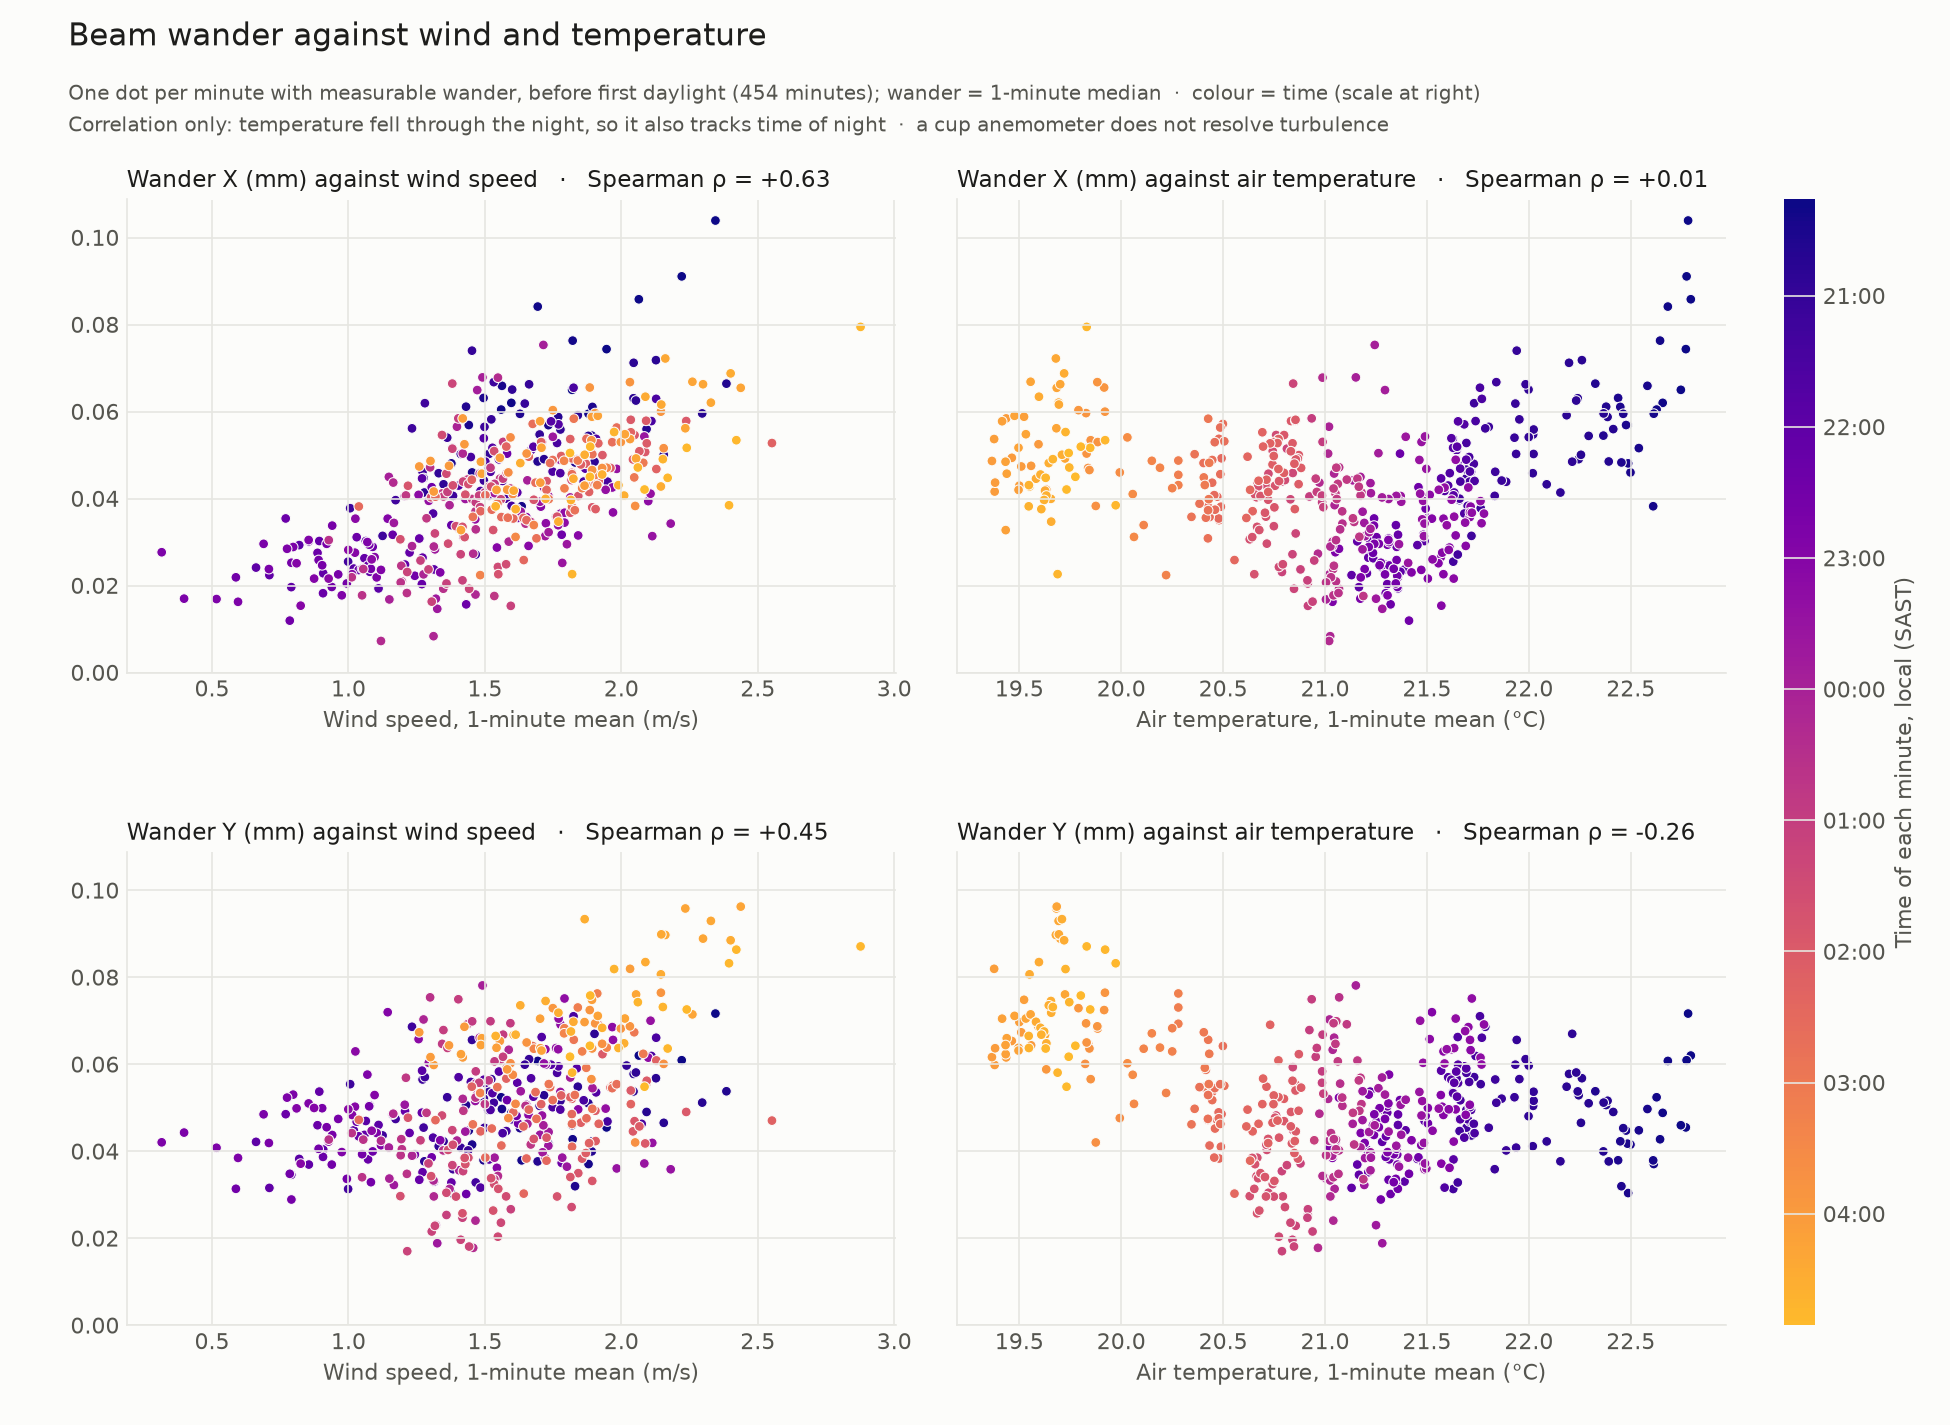 Beam wander against wind and temperature
One dot per minute with measurable wander, before first daylight (454 minutes); wander = 1-minute median · colour = time (scale at right)
Correlation only: temperature fell through the night, so it also tracks time of night · a cup anemometer does not resolve turbulence
Wander X (mm) against wind speed · Spearman ρ = +0.63
0.10
0.08
0.06
0.04
0.02
0.00
0.5 1.0 1.5 2.0 2.5 3.0
Wind speed, 1-minute mean (m/s)
Wander X (mm) against air temperature · Spearman ρ = +0.01
19.5 20.0 20.5 21.0 21.5 22.0 22.5
Air temperature, 1-minute mean (°C)
Wander Y (mm) against wind speed · Spearman ρ = +0.45
0.10
0.08
0.06
0.04
0.02
0.00
0.5 1.0 1.5 2.0 2.5 3.0
Wind speed, 1-minute mean (m/s)
Wander Y (mm) against air temperature · Spearman ρ = -0.26
19.5 20.0 20.5 21.0 21.5 22.0 22.5
Air temperature, 1-minute mean (°C)
21:00
22:00
23:00
00:00
01:00
02:00
03:00
04:00
Time of each minute, local (SAST)